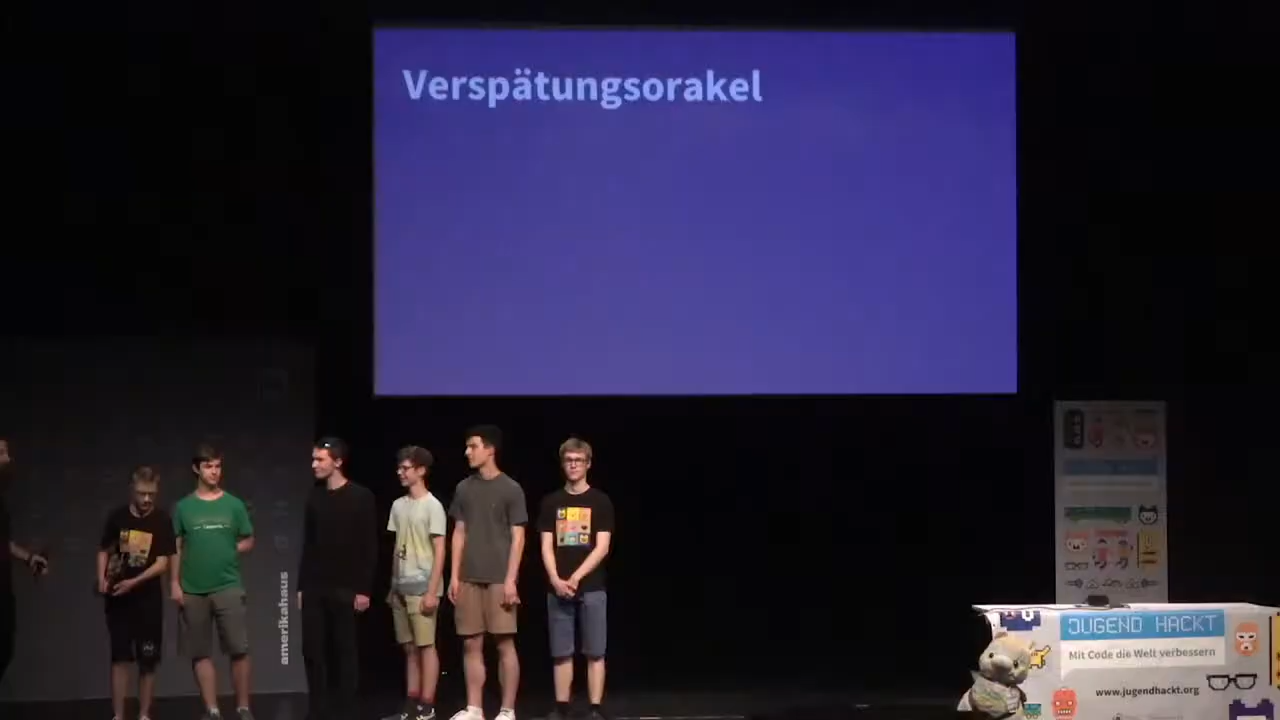 Verspätungsorakel
amerikahaus
JUGEND HACKT
Mit Code die Welt verbessern
www.jugendhackt.org